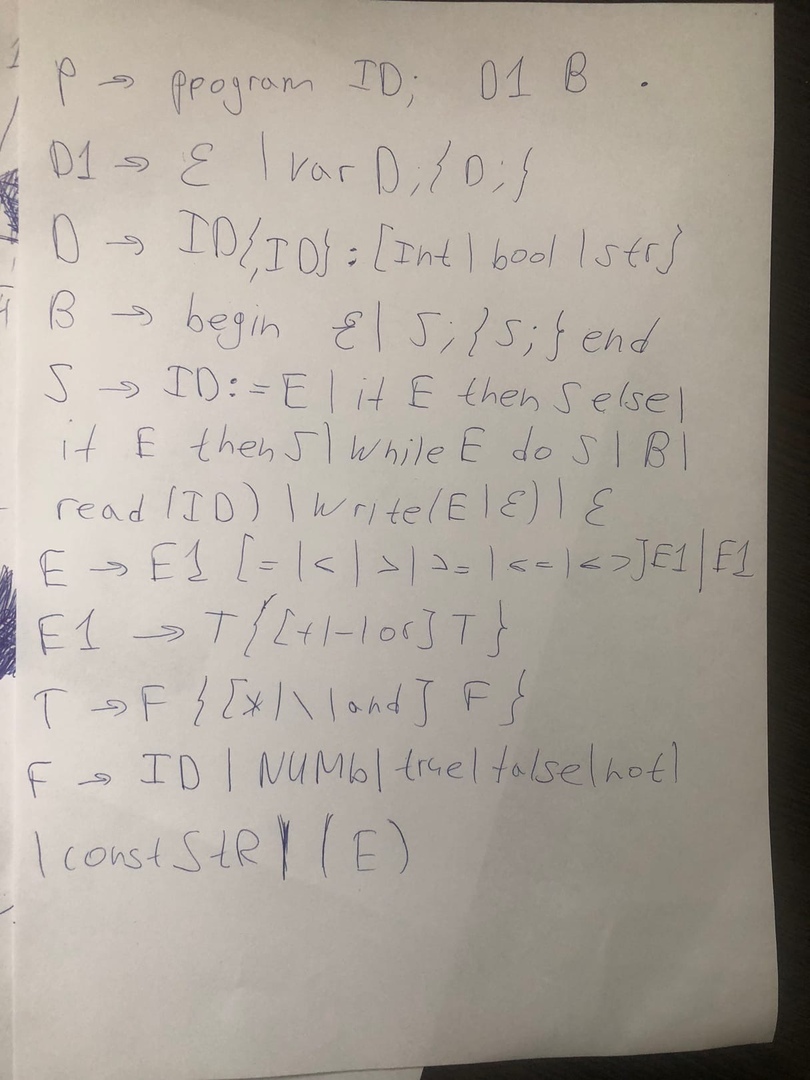 P → program ID; D1 B .
D1 → ε | var D;{D;}
D → ID{,ID}:[Int| bool |str}
B → begin ε| S;{S;} end
S → ID:=E | if E then S else|
if E then S| While E do S | B|
read (ID) | Write(E|ε)| ε
E → E1 [=|<|>|>=|<=|<>]E1|E1
E1 → T{[+|-|or] T}
T → F {[*|\|and] F}
F → ID | NUMb| true| false|not|
| const StR | (E)